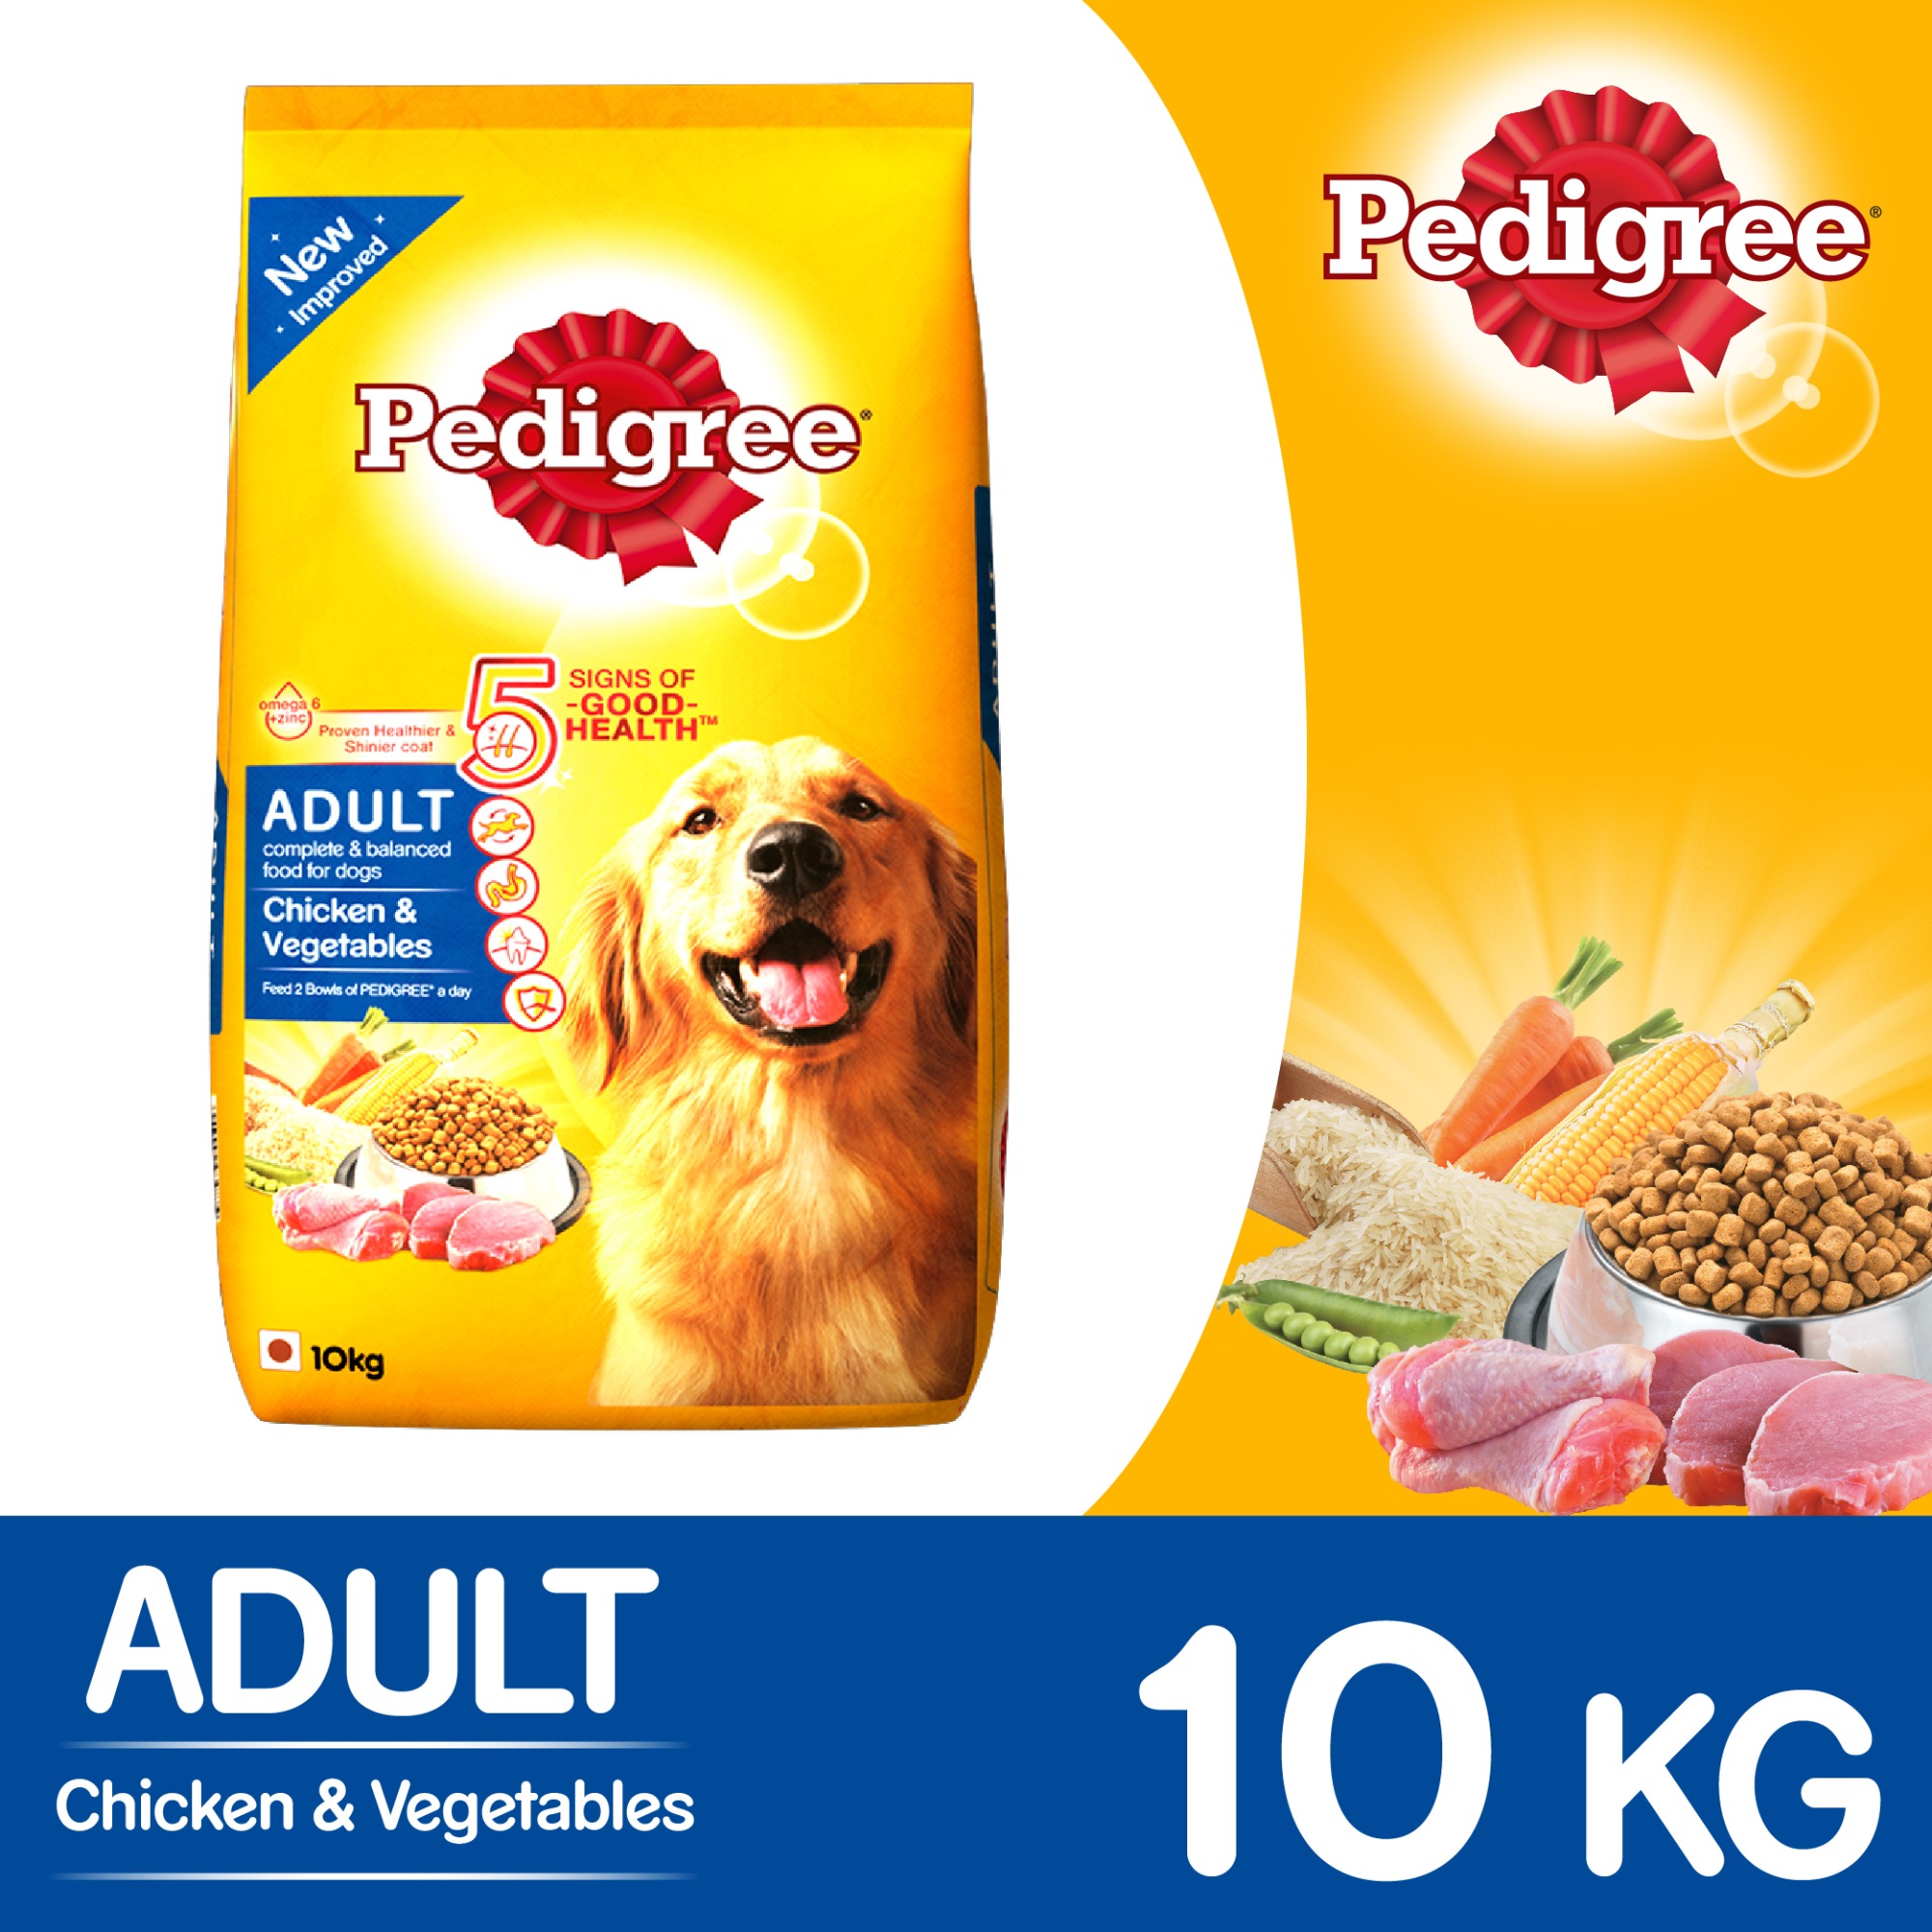 New
Improved
Pedigree®
omega 6
+zinc
Proven Healthier &
Shinier coat
5
SIGNS OF
-GOOD-
HEALTH™
ADULT
complete & balanced
food for dogs
Chicken &
Vegetables
Feed 2 Bowls of PEDIGREE® a day
10kg
Pedigree®
ADULT
Chicken & Vegetables
10 KG